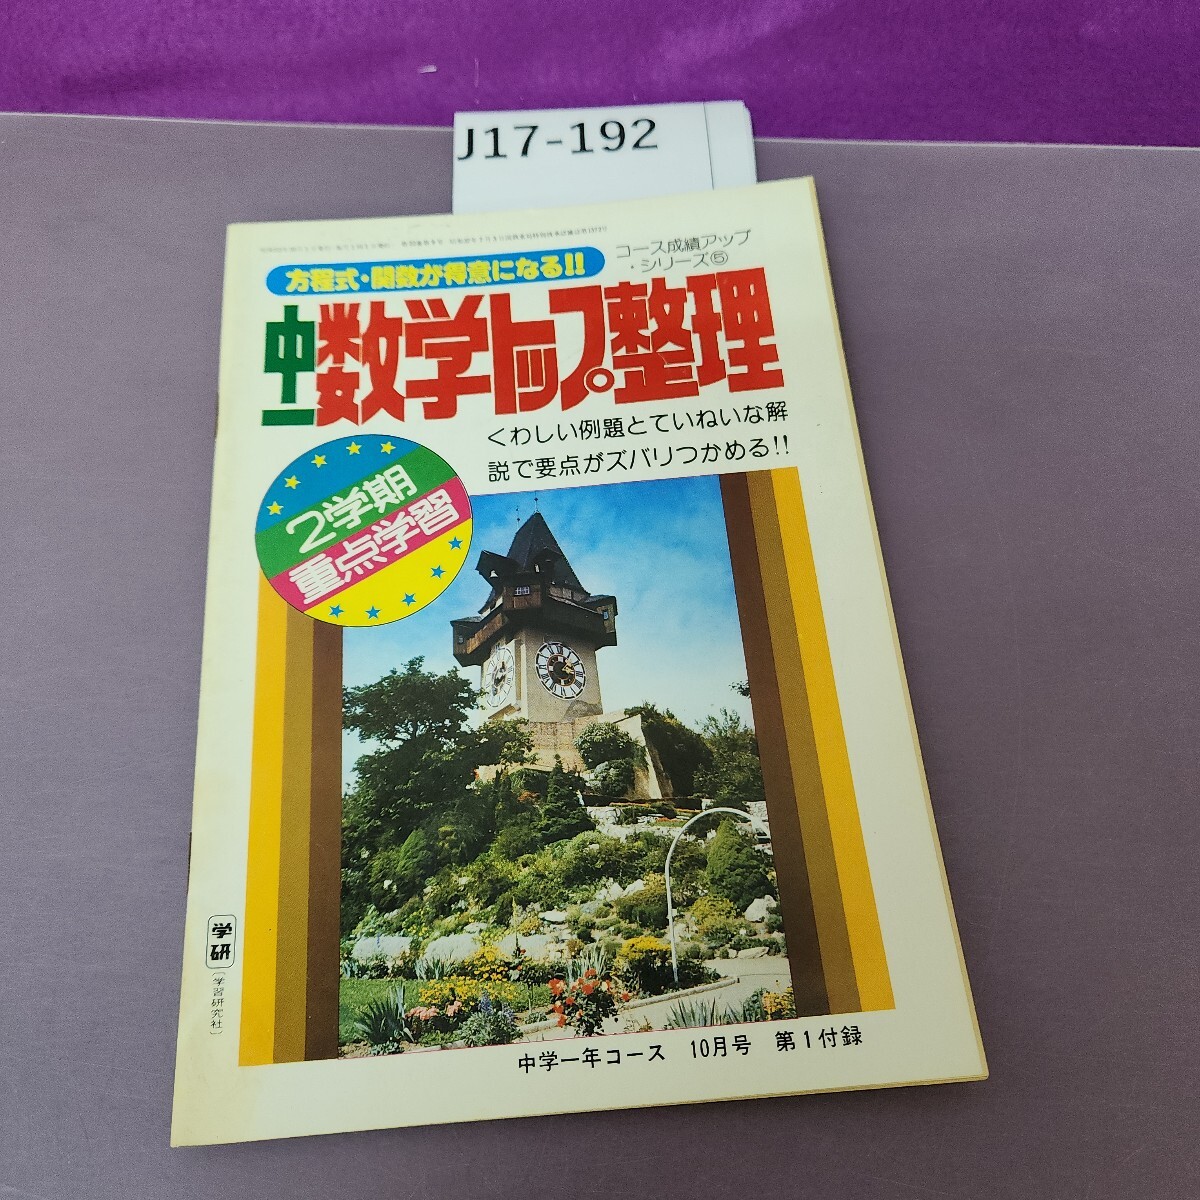 J17-192
方程式・関数が得意になる!!
コース成績アップ
・シリーズ⑤
中一数学トップ整理
くわしい例題とていねいな解
説で要点がズバリつかめる!!
2学期
重点学習
学研
〔学習研究社〕
中学一年コース 10月号 第1付録